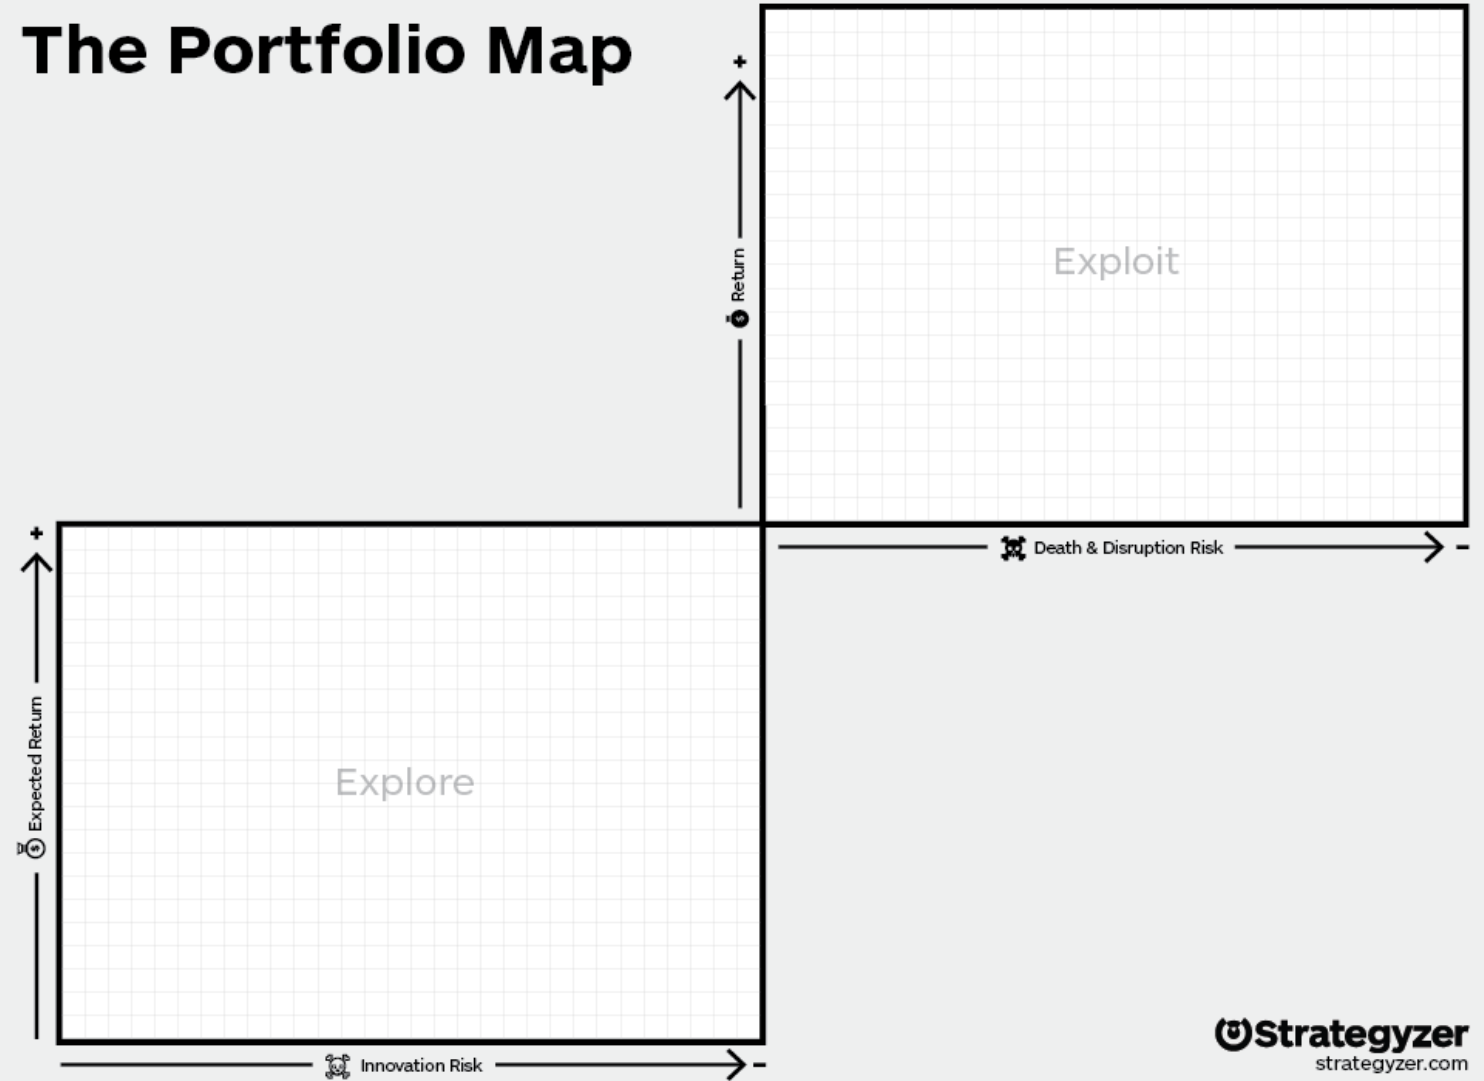 The Portfolio Map
+
Return
Exploit
Death & Disruption Risk
-
+
Expected Return
Explore
Innovation Risk
-
Strategyzer
strategyzer.com